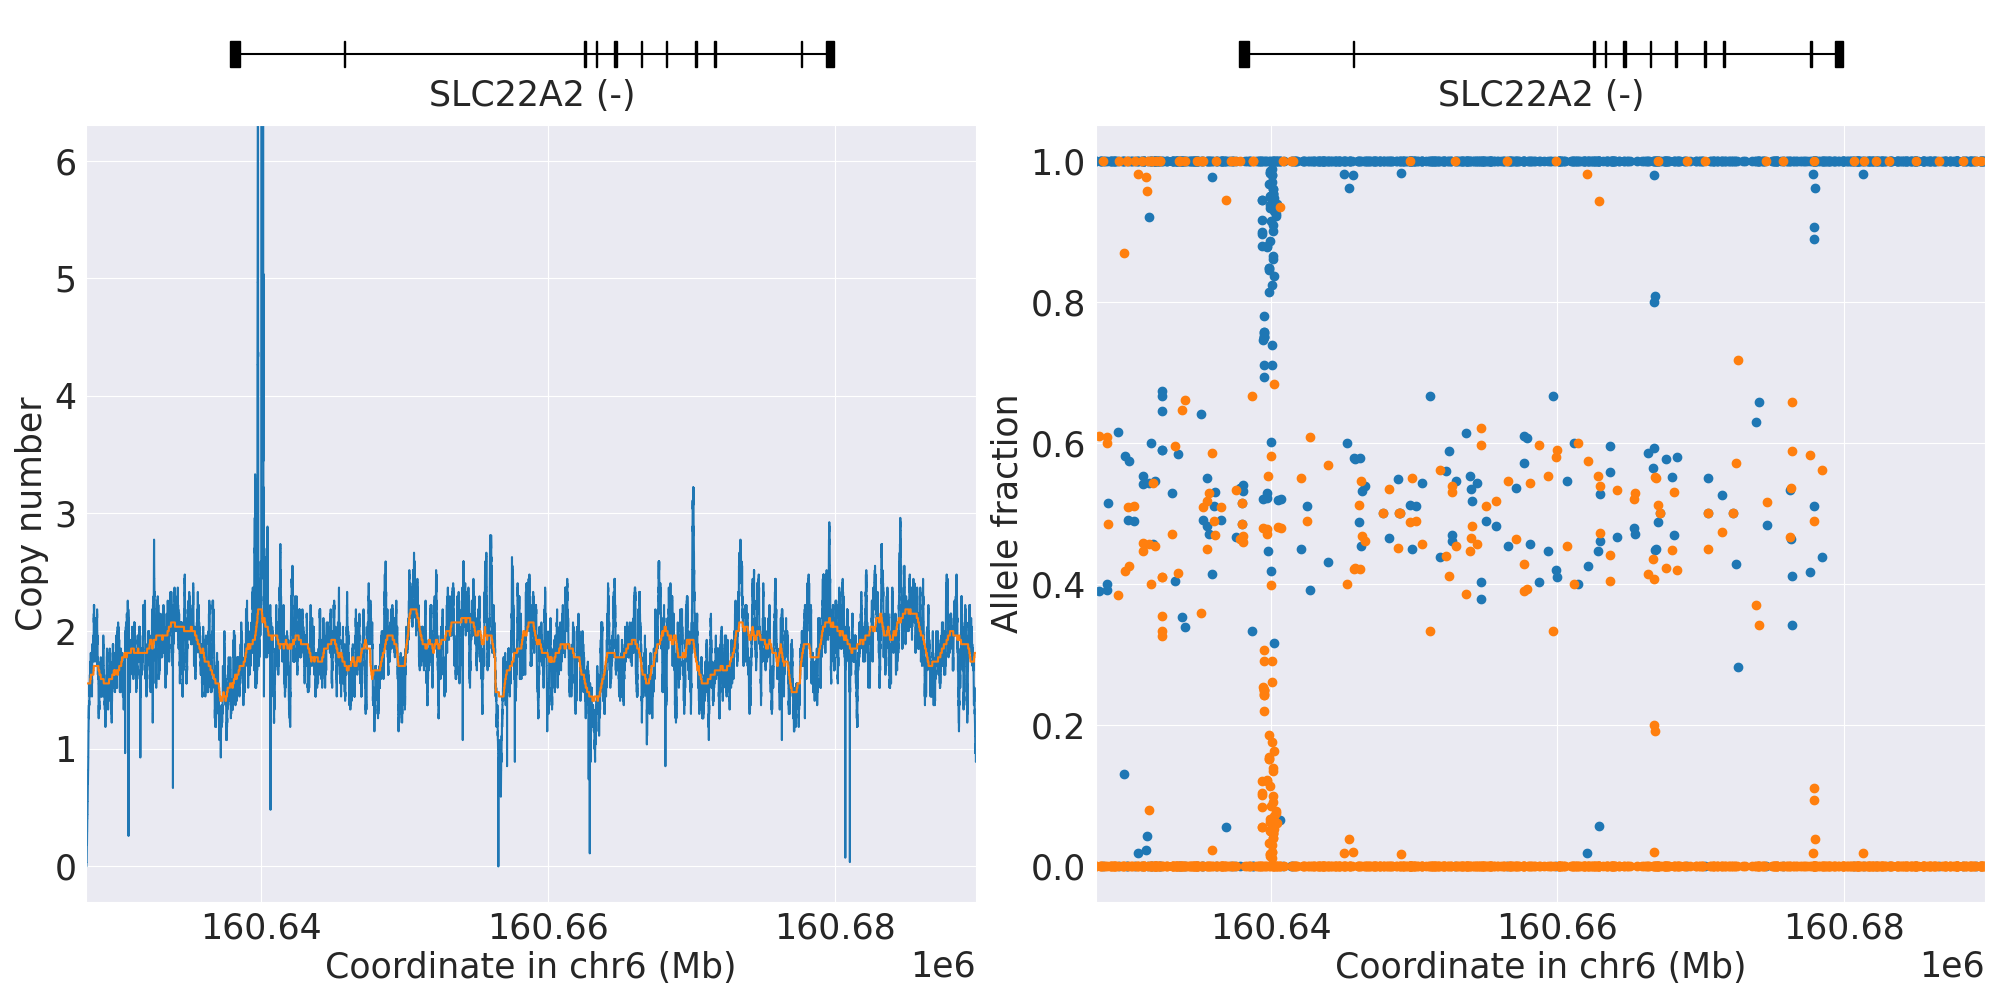 SLC22A2 (-)
SLC22A2 (-)
Copy number
6
5
4
3
2
1
0
160.64
160.66
160.68
Coordinate in chr6 (Mb)
1e6
Allele fraction
1.0
0.8
0.6
0.4
0.2
0.0
160.64
160.66
160.68
Coordinate in chr6 (Mb)
1e6